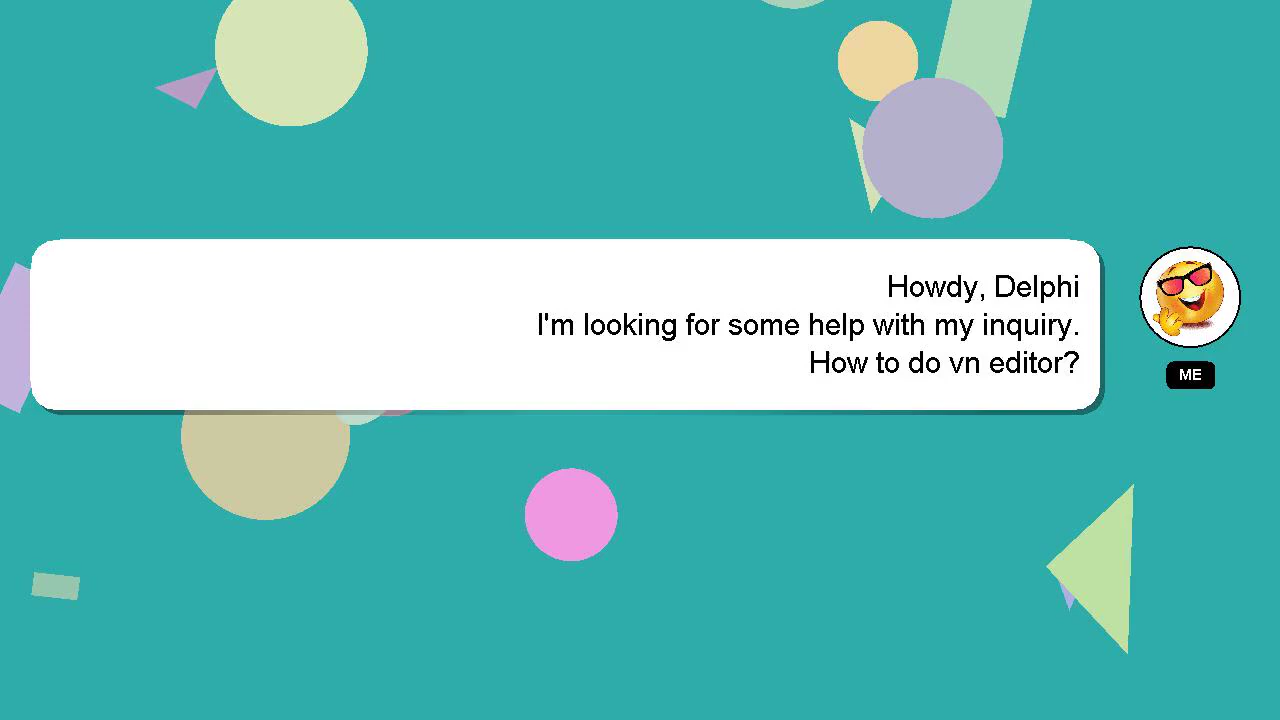 Howdy, Delphi
I'm looking for some help with my inquiry.
How to do vn editor?
ME